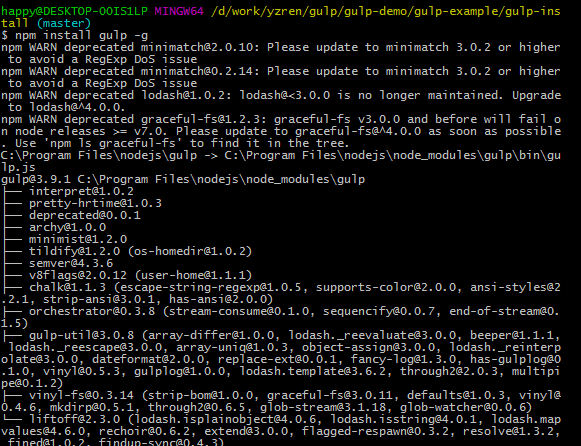 happy@DESKTOP-OOIS1LP MINGW64 /d/work/yzren/gulp/gulp-demo/gulp-example/gulp-ins
tall (master)
$ npm install gulp -g
npm WARN deprecated minimatch@2.0.10: Please update to minimatch 3.0.2 or higher
 to avoid a RegExp DoS issue
npm WARN deprecated minimatch@0.2.14: Please update to minimatch 3.0.2 or higher
 to avoid a RegExp DoS issue
npm WARN deprecated lodash@1.0.2: lodash@<3.0.0 is no longer maintained. Upgrade
 to lodash@^4.0.0.
npm WARN deprecated graceful-fs@1.2.3: graceful-fs v3.0.0 and before will fail o
n node releases >= v7.0. Please update to graceful-fs@^4.0.0 as soon as possible
. Use 'npm ls graceful-fs' to find it in the tree.
C:\Program Files\nodejs\gulp -> C:\Program Files\nodejs\node_modules\gulp\bin\gu
lp.js
gulp@3.9.1 C:\Program Files\nodejs\node_modules\gulp
├── interpret@1.0.2
├── pretty-hrtime@1.0.3
├── deprecated@0.0.1
├── archy@1.0.0
├── minimist@1.2.0
├── tildify@1.2.0 (os-homedir@1.0.2)
├── semver@4.3.6
├── v8flags@2.0.12 (user-home@1.1.1)
├── chalk@1.1.3 (escape-string-regexp@1.0.5, supports-color@2.0.0, ansi-styles@2
.2.1, strip-ansi@3.0.1, has-ansi@2.0.0)
├── orchestrator@0.3.8 (stream-consume@0.1.0, sequencify@0.0.7, end-of-stream@0.
1.5)
├── gulp-util@3.0.8 (array-differ@1.0.0, lodash._reevaluate@3.0.0, beeper@1.1.1,
 lodash._reescape@3.0.0, array-uniq@1.0.3, object-assign@3.0.0, lodash._reinterp
olate@3.0.0, dateformat@2.0.0, replace-ext@0.0.1, fancy-log@1.3.0, has-gulplog@0
.1.0, vinyl@0.5.3, gulplog@1.0.0, lodash.template@3.6.2, through2@2.0.3, multipi
pe@0.1.2)
├── vinyl-fs@0.3.14 (strip-bom@1.0.0, graceful-fs@3.0.11, defaults@1.0.3, vinyl@
0.4.6, mkdirp@0.5.1, through2@0.6.5, glob-stream@3.1.18, glob-watcher@0.0.6)
└── liftoff@2.3.0 (lodash.isplainobject@4.0.6, lodash.isstring@4.0.1, lodash.map
values@4.6.0, rechoir@0.6.2, extend@3.0.0, flagged-respawn@0.3.2, resolve@1.3.2,
 fined@1.0.2, findup-sync@0.4.3)